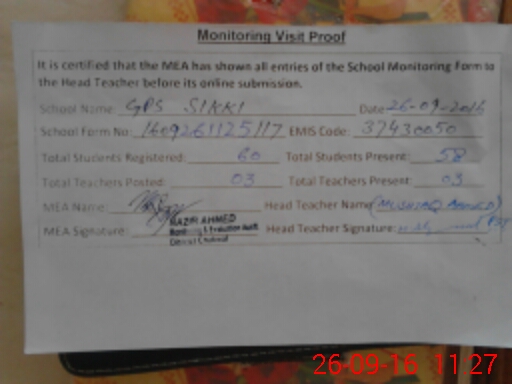 Monitoring Visit Proof
It is certified that the MEA has shown all entries of the School Monitoring Form to
the Head Teacher before its online submission.
School Name: GPS SIKKI Date: 26-09-2016
School Form No: 1609261125117 EMIS Code: 37430050
Total Students Registered: 60 Total Students Present: 58
Total Teachers Posted: 03 Total Teachers Present: 03
MEA Name: Head Teacher Name (MUSHTAQ AHMED)
NAZIR AHMED
Monitoring & Evaluation Asstt.
MEA Signature: Head Teacher Signature:
District
26-09-16 11:27